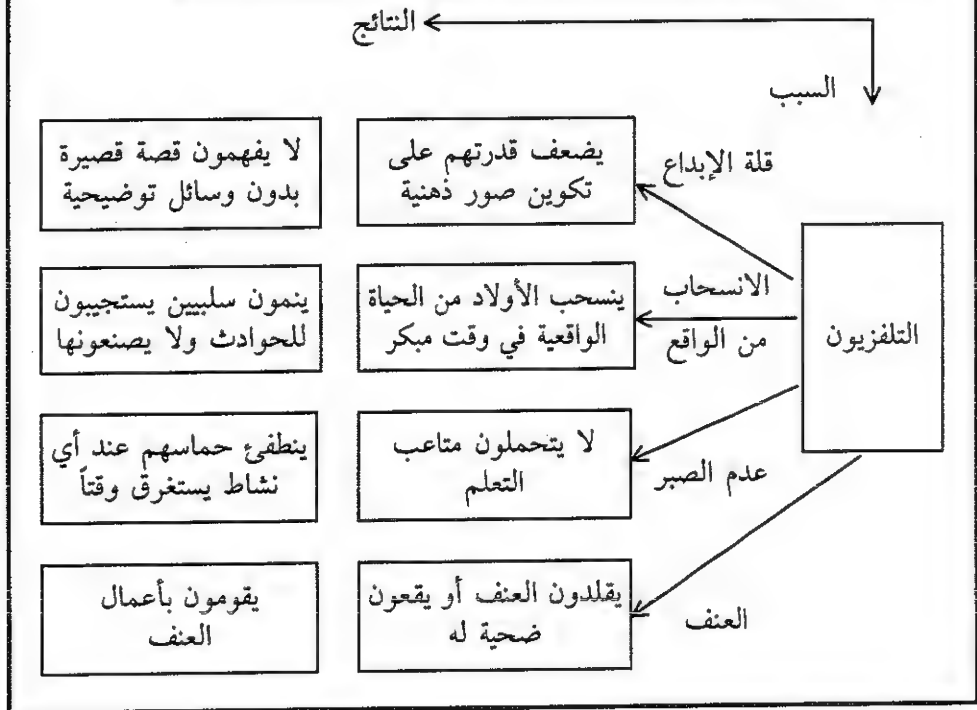 النتائج
السبب
التلفزيون
قلة الإبداع
يضعف قدرتهم على
تكوين صور ذهنية
لا يفهمون قصة قصيرة
بدون وسائل توضيحية
الانسحاب
من الواقع
ينسحب الأولاد من الحياة
الواقعية في وقت مبكر
ينمون سلبيين يستجيبون
للحوادث ولا يصنعونها
عدم الصبر
لا يتحملون متاعب
التعلم
ينطفئ حماسهم عند أي
نشاط يستغرق وقتاً
العنف
يقلدون العنف أو يقعون
ضحية له
يقومون بأعمال
العنف